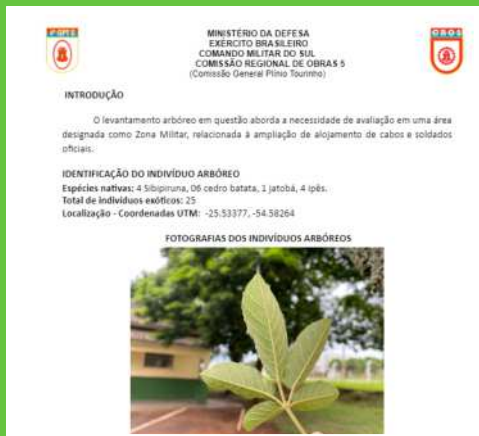 MINISTÉRIO DA DEFESA
EXÉRCITO BRASILEIRO
COMANDO MILITAR DO SUL
COMISSÃO REGIONAL DE OBRAS 5
(Comissão General Plínio Tourinho)
INTRODUÇÃO
O levantamento arbóreo em questão aborda a necessidade de avaliação em uma área
designada como Zona Militar, relacionada à ampliação de alojamento de cabos e soldados
oficiais.
IDENTIFICAÇÃO DO INDIVÍDUO ARBÓREO
Espécies nativas: 4 Sibipiruna, 06 cedro batata, 1 jatobá, 4 ipês.
Total de indivíduos exóticos: 25
Localização - Coordenadas UTM: -25.53377, -54.58264
FOTOGRAFIAS DOS INDIVÍDUOS ARBÓREOS